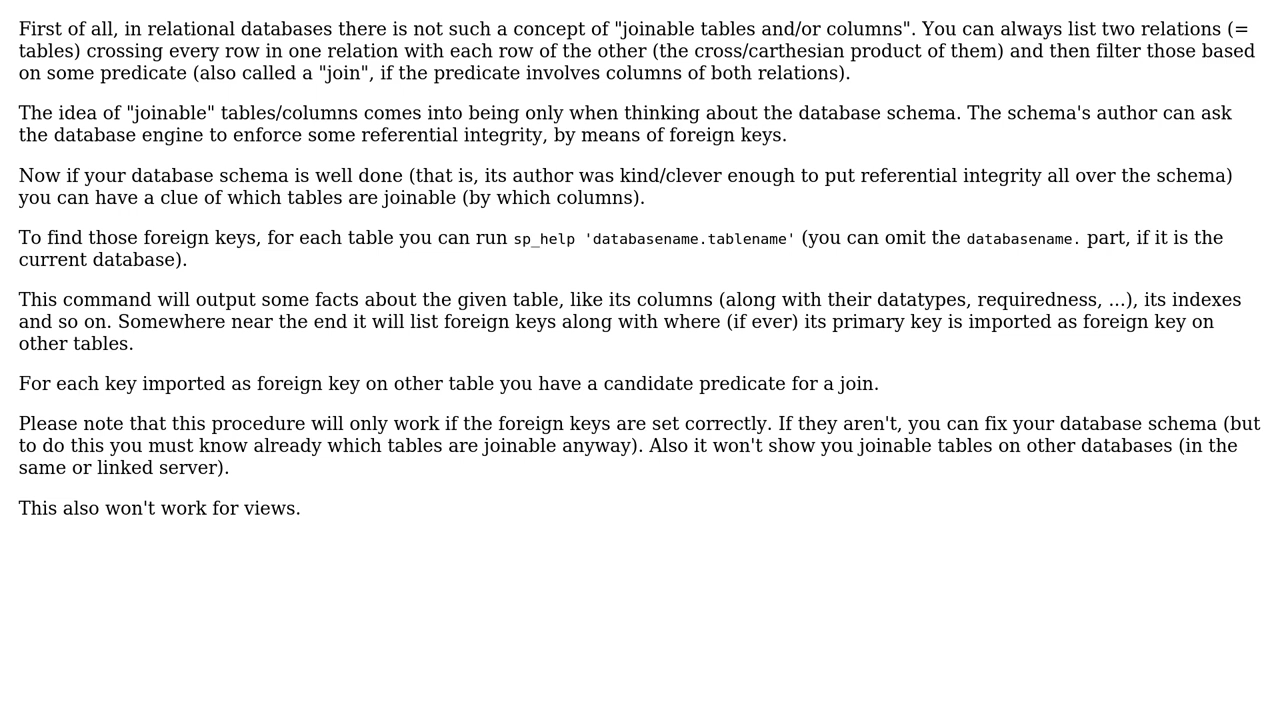 First of all, in relational databases there is not such a concept of "joinable tables and/or columns". You can always list two relations (=
tables) crossing every row in one relation with each row of the other (the cross/carthesian product of them) and then filter those based
on some predicate (also called a "join", if the predicate involves columns of both relations).
The idea of "joinable" tables/columns comes into being only when thinking about the database schema. The schema's author can ask
the database engine to enforce some referential integrity, by means of foreign keys.
Now if your database schema is well done (that is, its author was kind/clever enough to put referential integrity all over the schema)
you can have a clue of which tables are joinable (by which columns).
To find those foreign keys, for each table you can run sp_help 'databasename.tablename' (you can omit the databasename. part, if it is the
current database).
This command will output some facts about the given table, like its columns (along with their datatypes, requiredness, ...), its indexes
and so on. Somewhere near the end it will list foreign keys along with where (if ever) its primary key is imported as foreign key on
other tables.
For each key imported as foreign key on other table you have a candidate predicate for a join.
Please note that this procedure will only work if the foreign keys are set correctly. If they aren't, you can fix your database schema (but
to do this you must know already which tables are joinable anyway). Also it won't show you joinable tables on other databases (in the
same or linked server).
This also won't work for views.